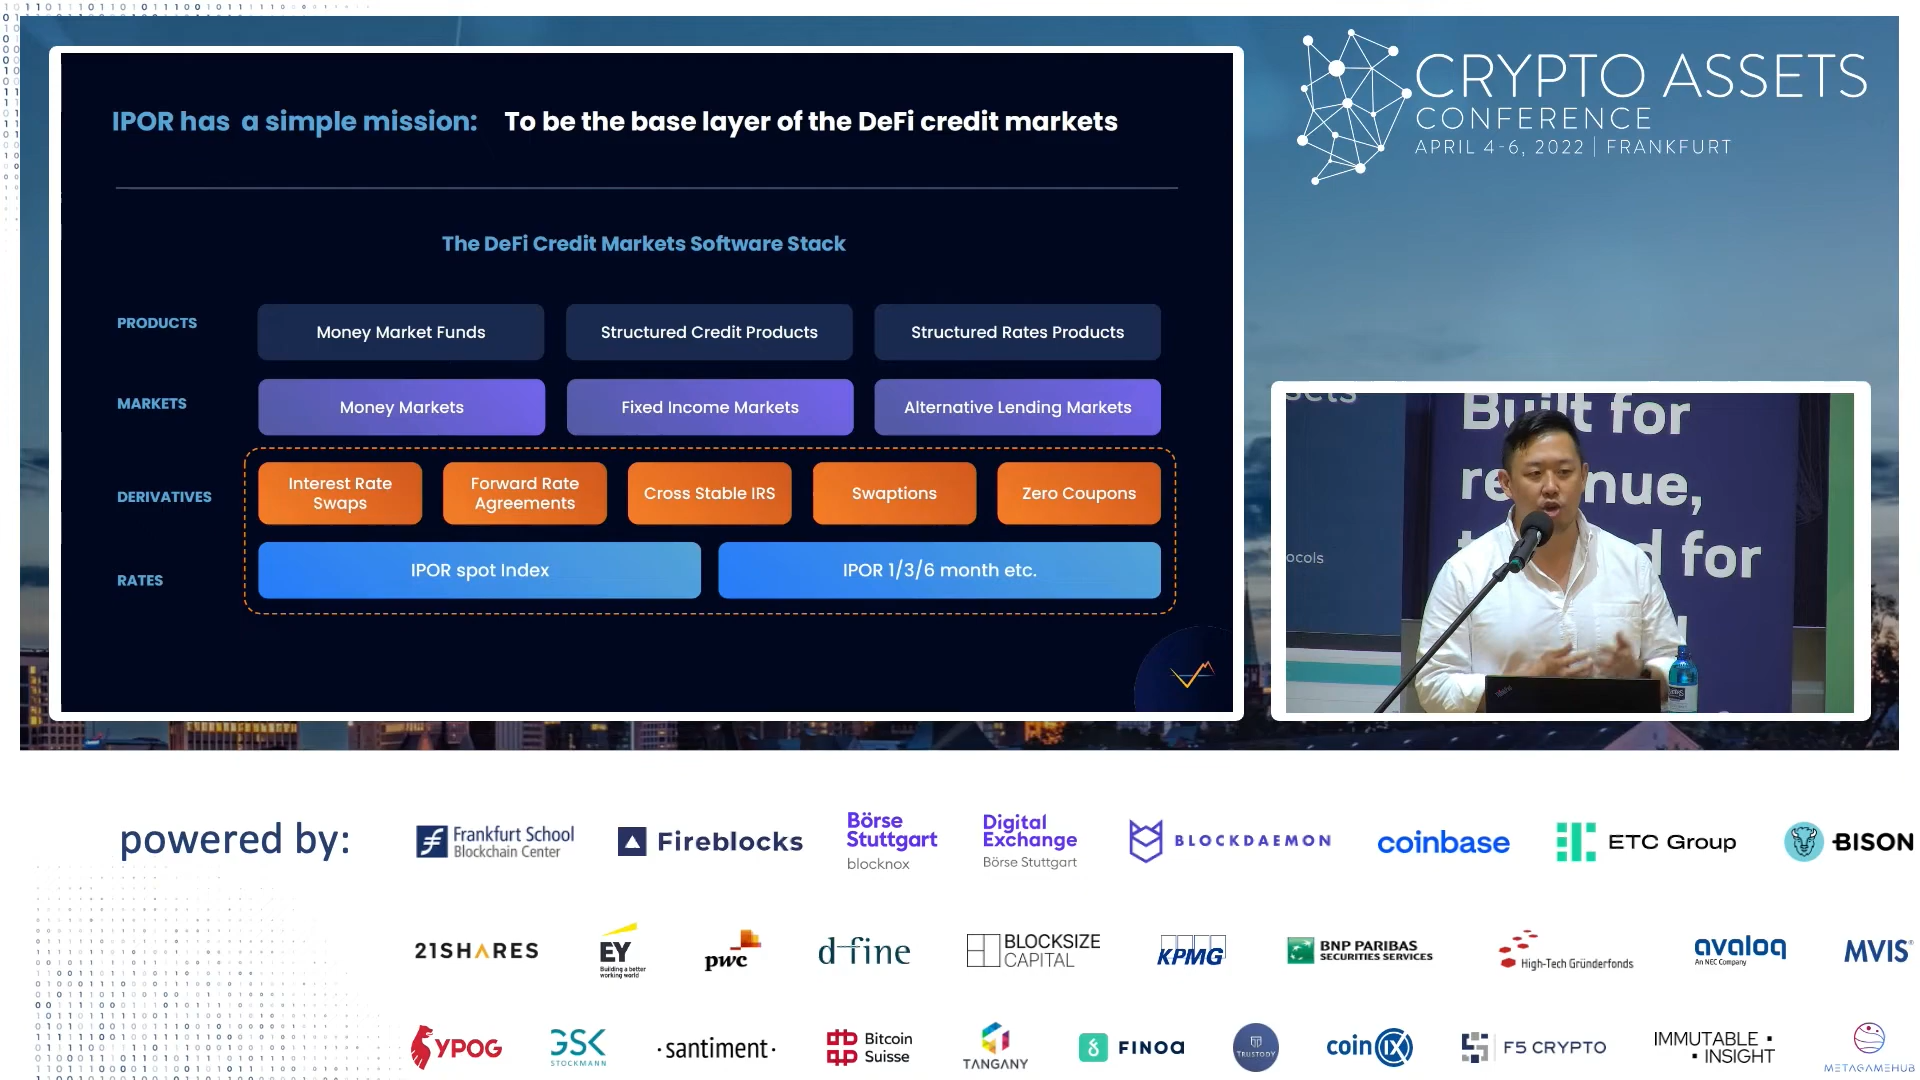 IPOR has a simple mission: To be the base layer of the DeFi credit markets
The DeFi Credit Markets Software Stack
PRODUCTS
Money Market Funds
Structured Credit Products
Structured Rates Products
MARKETS
Money Markets
Fixed Income Markets
Alternative Lending Markets
DERIVATIVES
Interest Rate
Swaps
Forward Rate
Agreements
Cross Stable IRS
Swaptions
Zero Coupons
RATES
IPOR spot Index
IPOR 1/3/6 month etc.
CRYPTO ASSETS
CONFERENCE
APRIL 4-6, 2022 | FRANKFURT
Built for
for
ocols
powered by:
Frankfurt School
Blockchain Center
Fireblocks
Börse
Stuttgart
blocknox
Digital
Exchange
Börse Stuttgart
BLOCKDAEMON
coinbase
ETC Group
BISON
21SHARES
EY
Building a better
working world
pwc
d-fine
BLOCKSIZE
CAPITAL
KPMG
BNP PARIBAS
SECURITIES SERVICES
High-Tech Gründerfonds
avaloq
An NEC Company
MVIS
YPOG
GSK
STOCKMANN
·santiment·
Bitcoin
Suisse
TANGANY
FINOA
TRUSTODY
coinIX
F5 CRYPTO
IMMUTABLE
INSIGHT
METAGAMEHUB